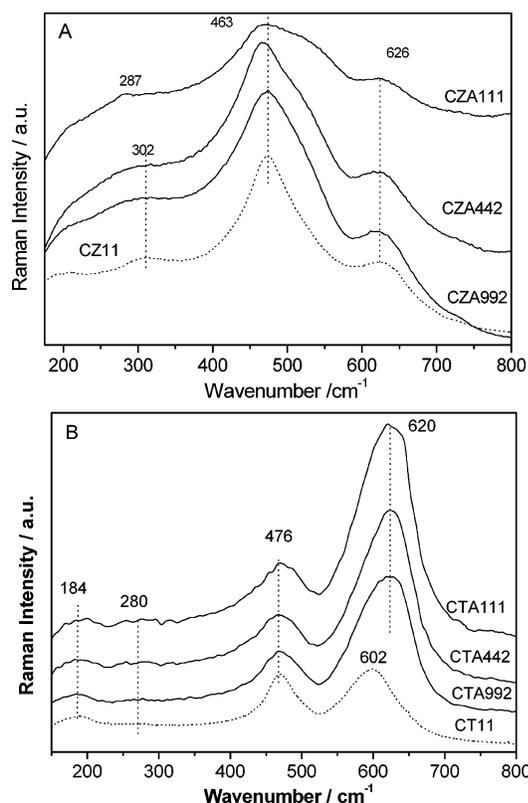 A
463
287
626
CZA111
302
CZA442
CZ11
CZA992
Raman Intensity / a.u.
200 300 400 500 600 700 800
Wavenumber /cm-1
B
620
476
184
280
CTA111
CTA442
602
CTA992
CT11
Raman Intensity / a.u.
200 300 400 500 600 700 800
Wavenumber / cm-1